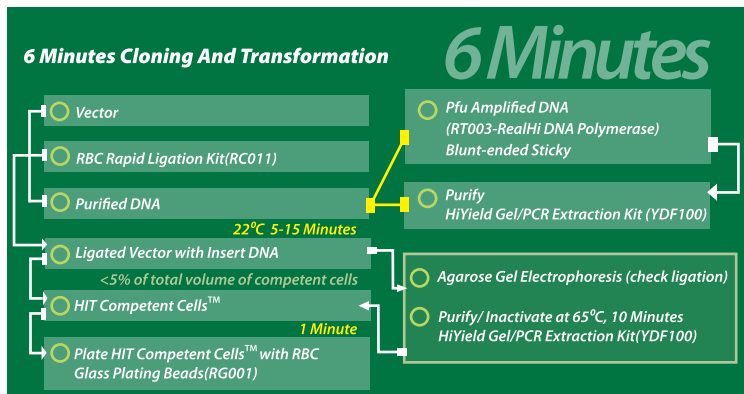 6 Minutes Cloning And Transformation
6 Minutes
Vector
RBC Rapid Ligation Kit(RC011)
Purified DNA
Pfu Amplified DNA
(RT003-RealHi DNA Polymerase)
Blunt-ended Sticky
Purify
HiYield Gel/PCR Extraction Kit (YDF100)
22⁰C 5-15 Minutes
Ligated Vector with Insert DNA
<5% of total volume of competent cells
HIT Competent Cells™
1 Minute
Plate HIT Competent Cells™ with RBC
Glass Plating Beads(RG001)
Agarose Gel Electrophoresis (check ligation)
Purify/ Inactivate at 65⁰C, 10 Minutes
HiYield Gel/PCR Extraction Kit(YDF100)